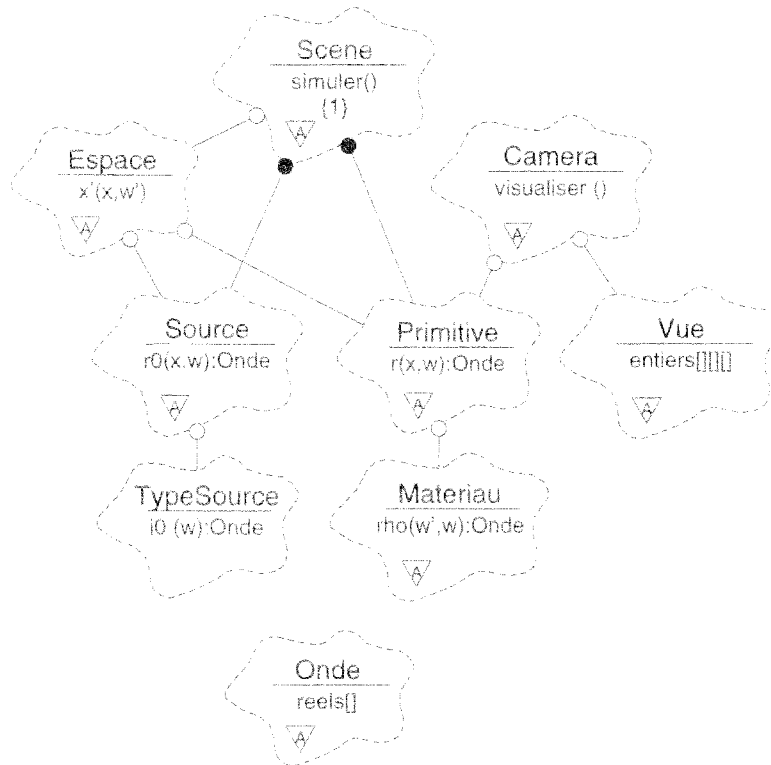 Scene
simuler()
{1}
A
Espace
x'(x,w')
A
Camera
visualiser ()
A
Source
r0(x,w):Onde
A
Primitive
r(x,w):Onde
A
Vue
entiers[][][]
A
TypeSource
i0 (w):Onde
Materiau
rho(w',w):Onde
A
Onde
reels[]
A